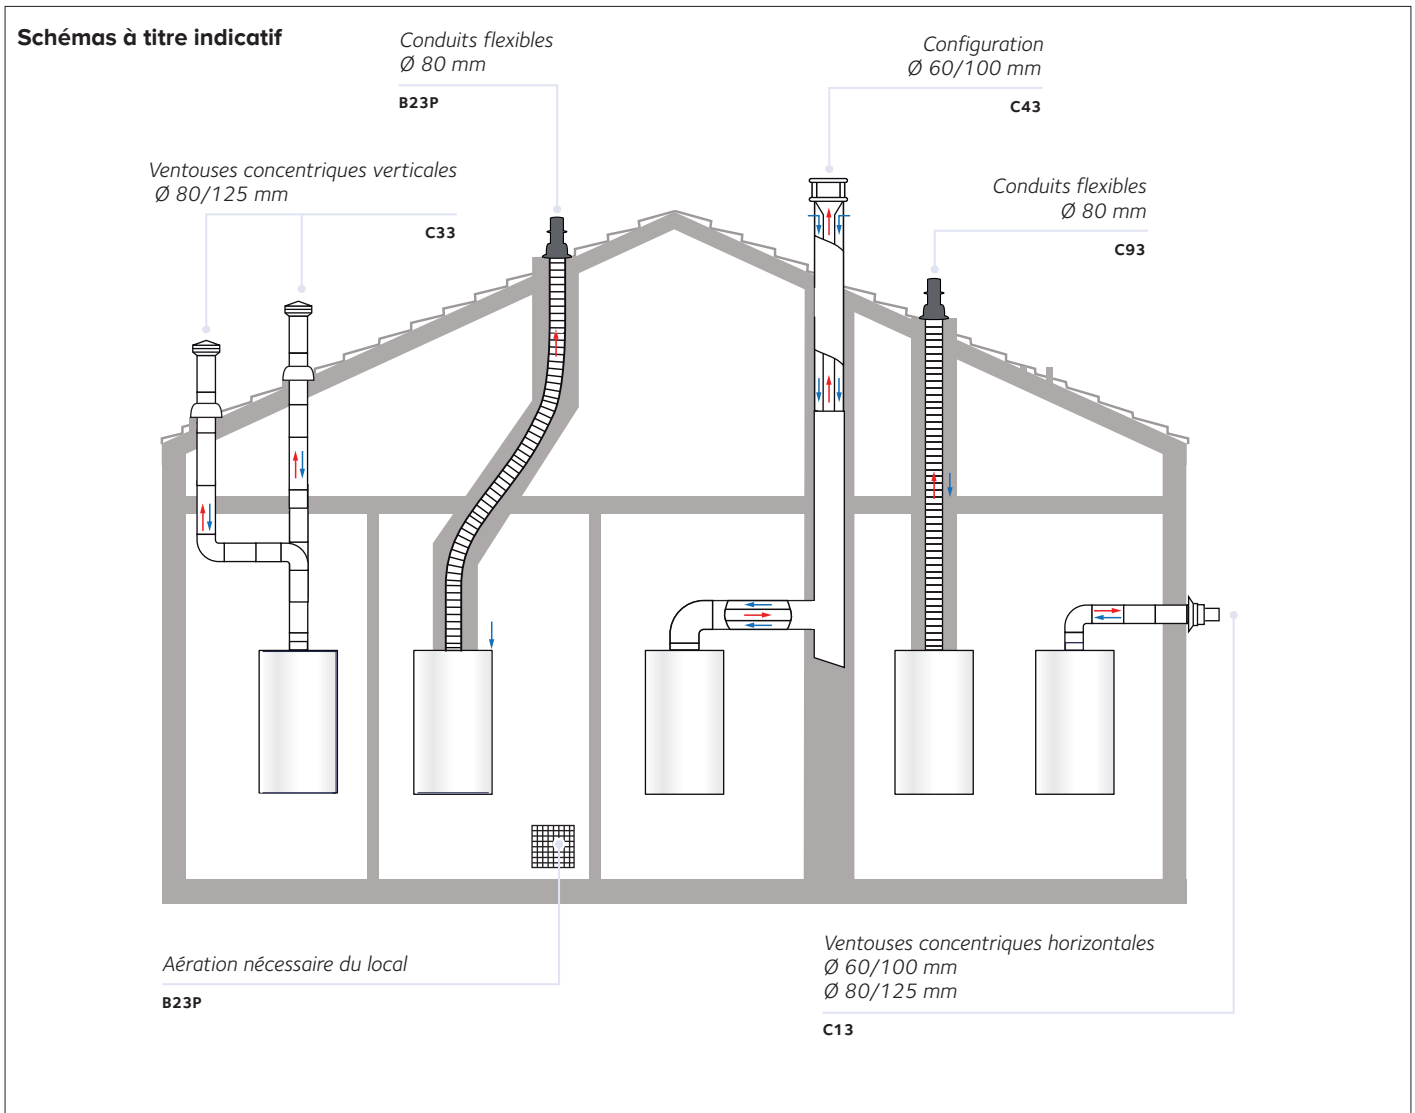 Schémas à titre indicatif
Conduits flexibles
Ø 80 mm
B23P
Configuration
Ø 60/100 mm
C43
Ventouses concentriques verticales
Ø 80/125 mm
C33
Conduits flexibles
Ø 80 mm
C93
Aération nécessaire du local
B23P
Ventouses concentriques horizontales
Ø 60/100 mm
Ø 80/125 mm
C13